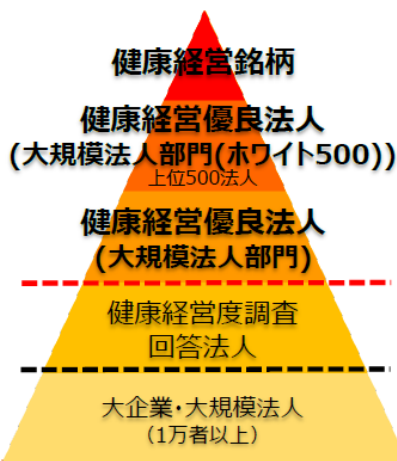 健康経営銘柄
健康経営優良法人
(大規模法人部門(ホワイト500))
上位500法人
健康経営優良法人
(大規模法人部門)
健康経営度調査
回答法人
大企業・大規模法人
（1万者以上）